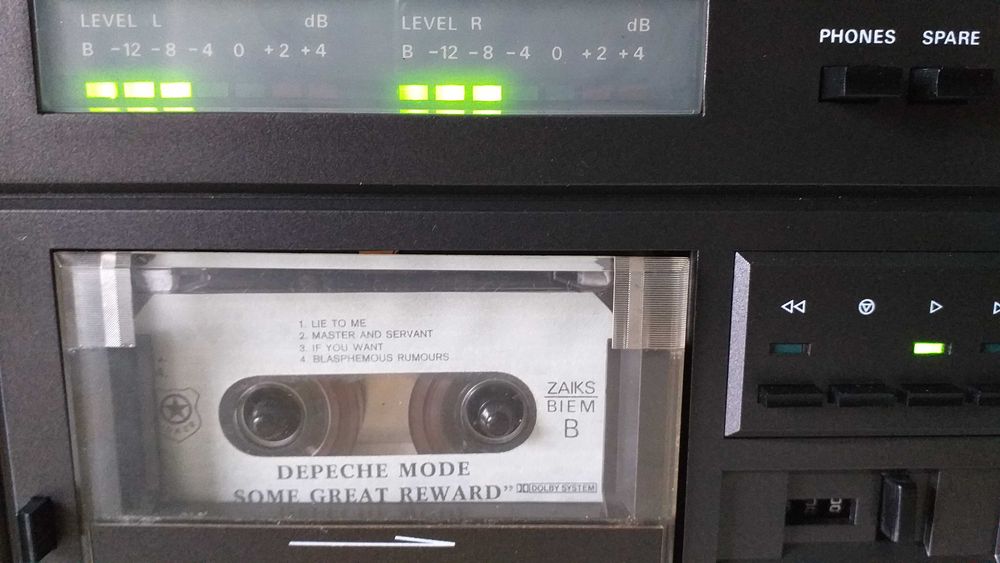 LEVEL L dB
B -12 -8 -4 0 +2 +4
LEVEL R dB
B -12 -8 -4 0 +2 +4
PHONES SPARE
1. LIE TO ME
2. MASTER AND SERVANT
3. IF YOU WANT
4 BLASPHEMOUS RUMOURS
ZAIKS
BIEM
B
DEPECHE MODE
SOME GREAT REWARD”
DOLBY SYSTEM